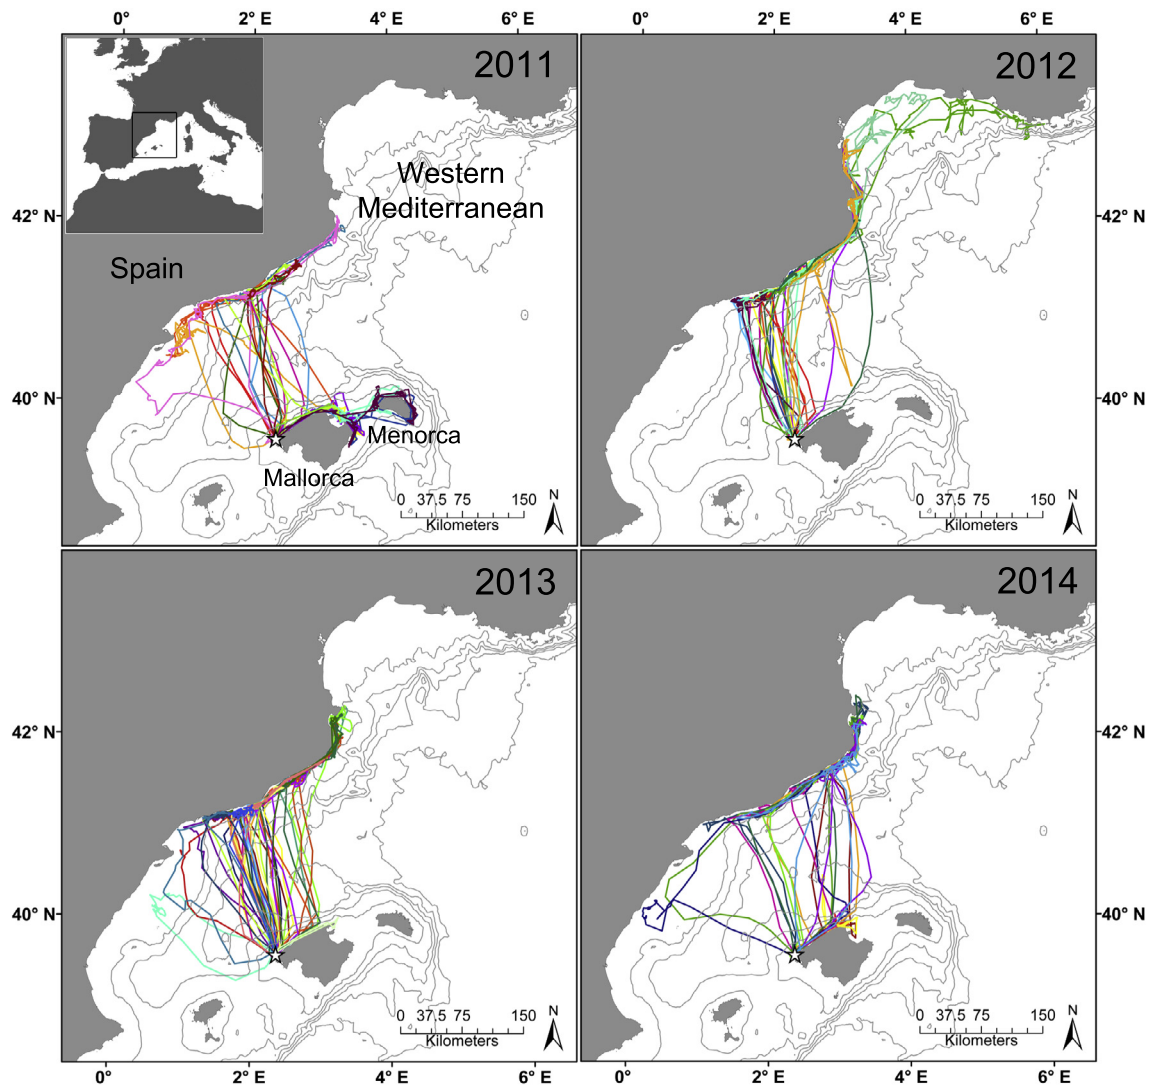 0° 2° E 4° E 6° E 0° 2° E 4° E 6° E
2011
2012
Western
Mediterranean
42° N
42° N
Spain
40° N
40° N
Menorca
Mallorca
0 37.5 75 150
Kilometers
N
0 37.5 75 150
Kilometers
N
2013
2014
42° N
42° N
40° N
40° N
0 37.5 75 150
Kilometers
N
0 37.5 75 150
Kilometers
N
0° 2° E 4° E 6° E 0° 2° E 4° E 6° E